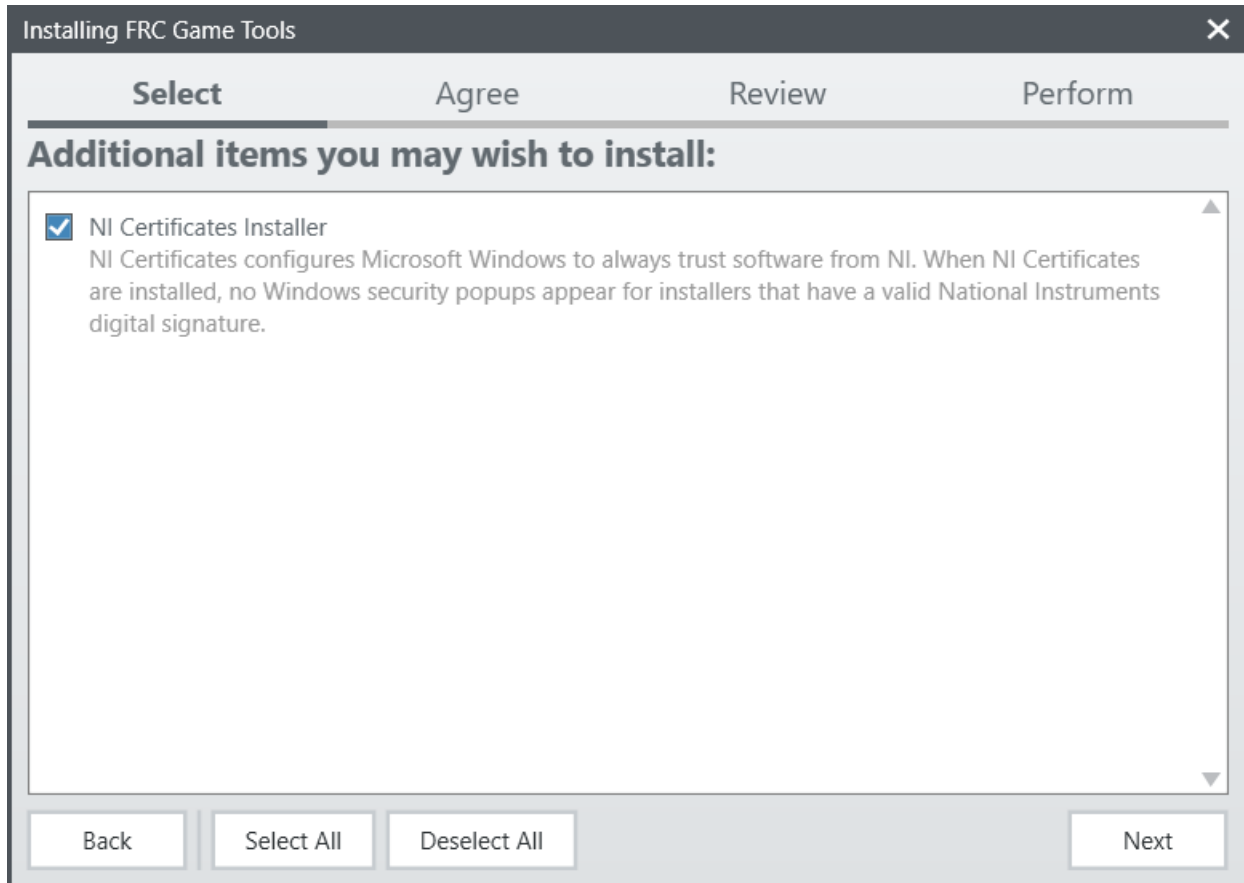 Installing FRC Game Tools
Select Agree Review Perform
Additional items you may wish to install:
NI Certificates Installer
NI Certificates configures Microsoft Windows to always trust software from NI. When NI Certificates
are installed, no Windows security popups appear for installers that have a valid National Instruments
digital signature.
Back Select All Deselect All Next